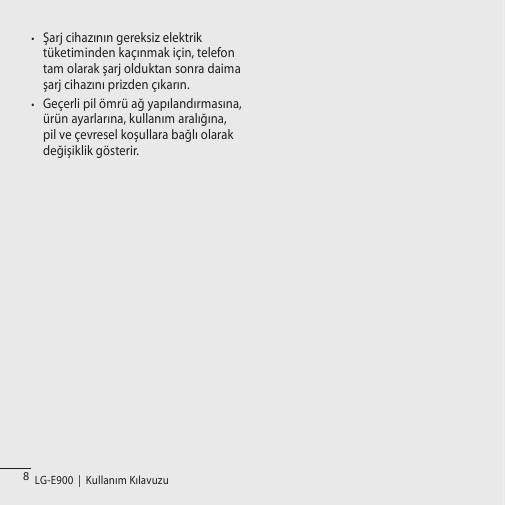 • Şarj cihazının gereksiz elektrik
tüketiminden kaçınmak için, telefon
tam olarak şarj olduktan sonra daima
şarj cihazını prizden çıkarın.
• Geçerli pil ömrü ağ yapılandırmasına,
ürün ayarlarına, kullanım aralığına,
pil ve çevresel koşullara bağlı olarak
değişiklik gösterir.
8 LG-E900 | Kullanım Kılavuzu